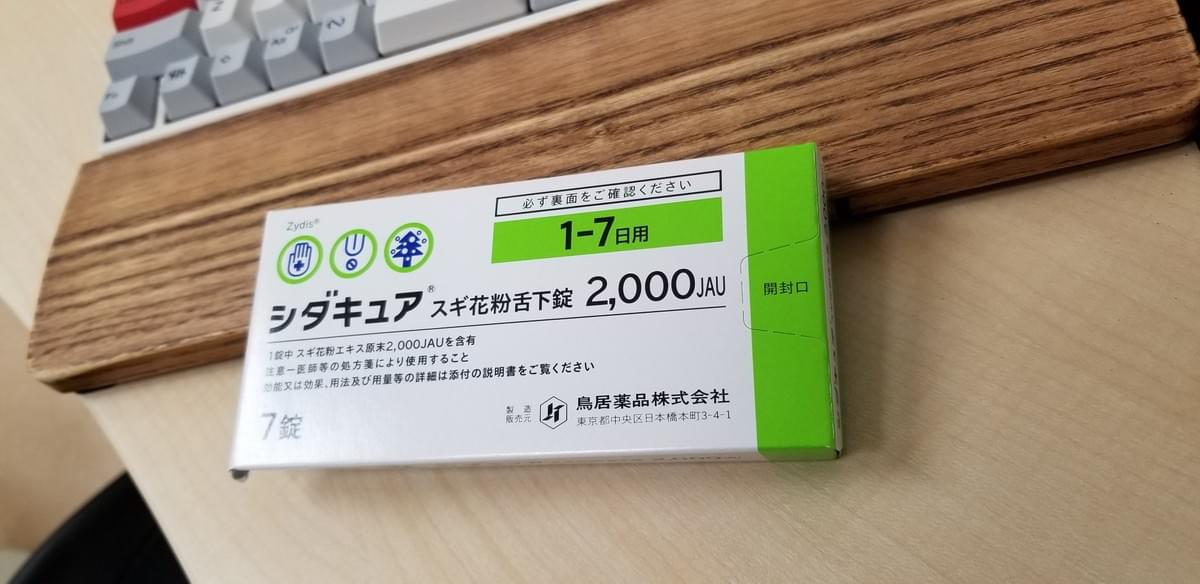 Zydis®
必ず裏面をご確認ください
1-7日用
シダキュア® スギ花粉舌下錠 2,000JAU
開封口
1錠中 スギ花粉エキス原末2,000JAUを含有
注意ー医師等の処方箋により使用すること
効能又は効果、用法及び用量等の詳細は添付の説明書をご覧ください
7錠
製造
販売元
鳥居薬品株式会社
東京都中央区日本橋本町3-4-1